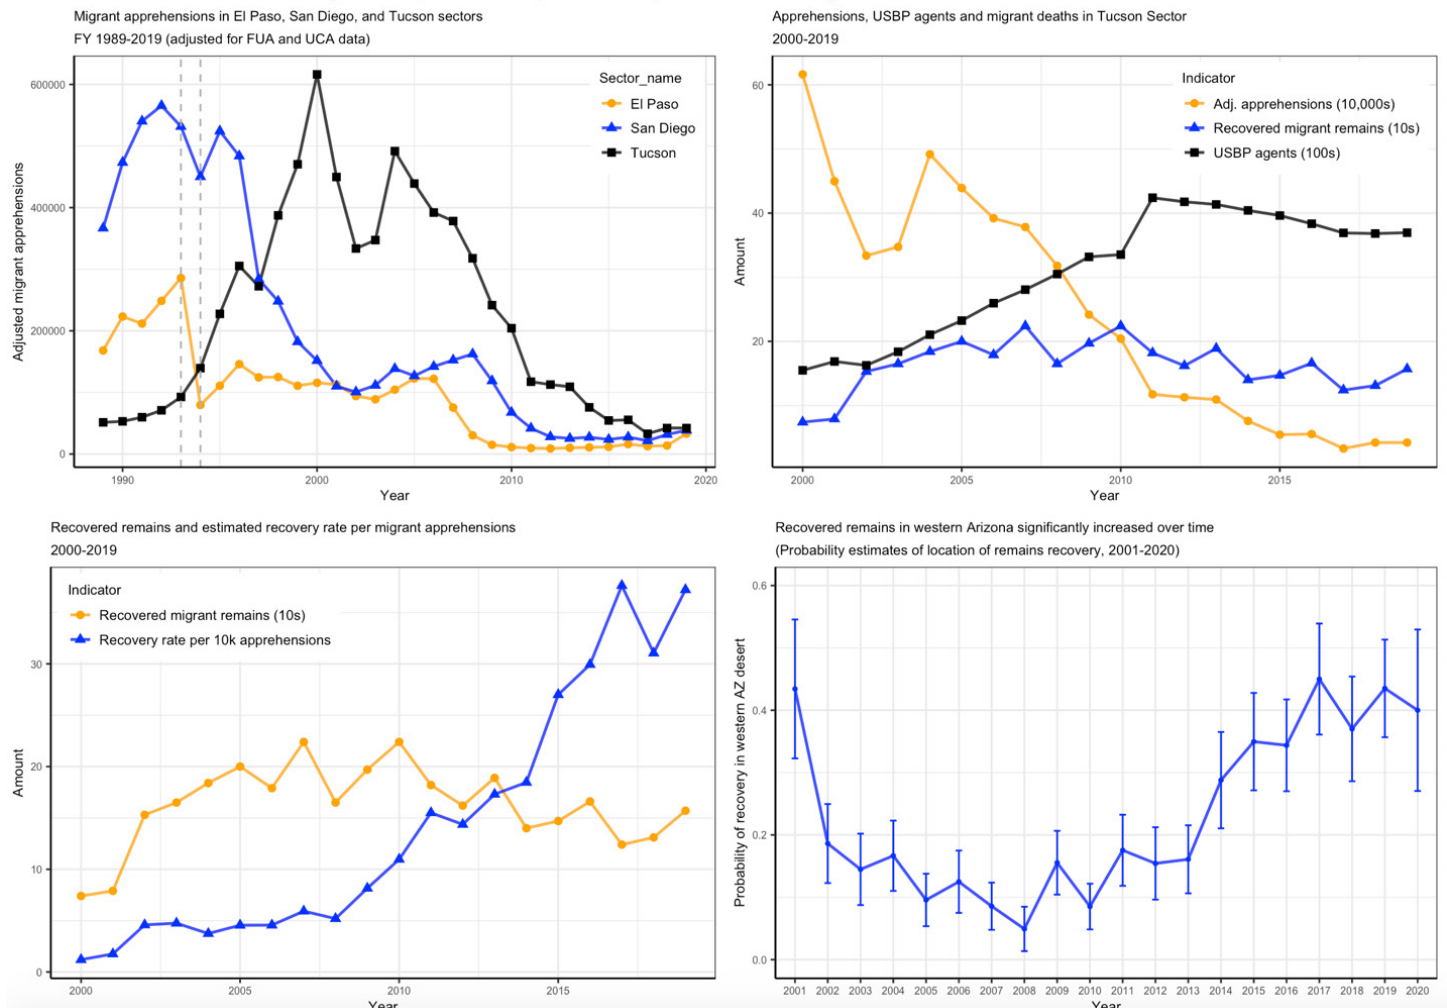 Migrant apprehensions in El Paso, San Diego, and Tucson sectors
FY 1989-2019 (adjusted for FUA and UCA data)
Adjusted migrant apprehensions
600000
400000
200000
0
Sector_name
El Paso
San Diego
Tucson
1990
2000
2010
2020
Year
Apprehensions, USBP agents and migrant deaths in Tucson Sector
2000-2019
Amount
60
40
20
Indicator
Adj. apprehensions (10,000s)
Recovered migrant remains (10s)
USBP agents (100s)
2000
2005
2010
2015
Year
Recovered remains and estimated recovery rate per migrant apprehensions
2000-2019
Amount
30
20
10
0
Indicator
Recovered migrant remains (10s)
Recovery rate per 10k apprehensions
2000
2005
2010
2015
Year
Recovered remains in western Arizona significantly increased over time
(Probability estimates of location of remains recovery, 2001-2020)
Probability of recovery in western AZ desert
0.6
0.4
0.2
0.0
2001
2002
2003
2004
2005
2006
2007
2008
2009
2010
2011
2012
2013
2014
2015
2016
2017
2018
2019
2020
Year